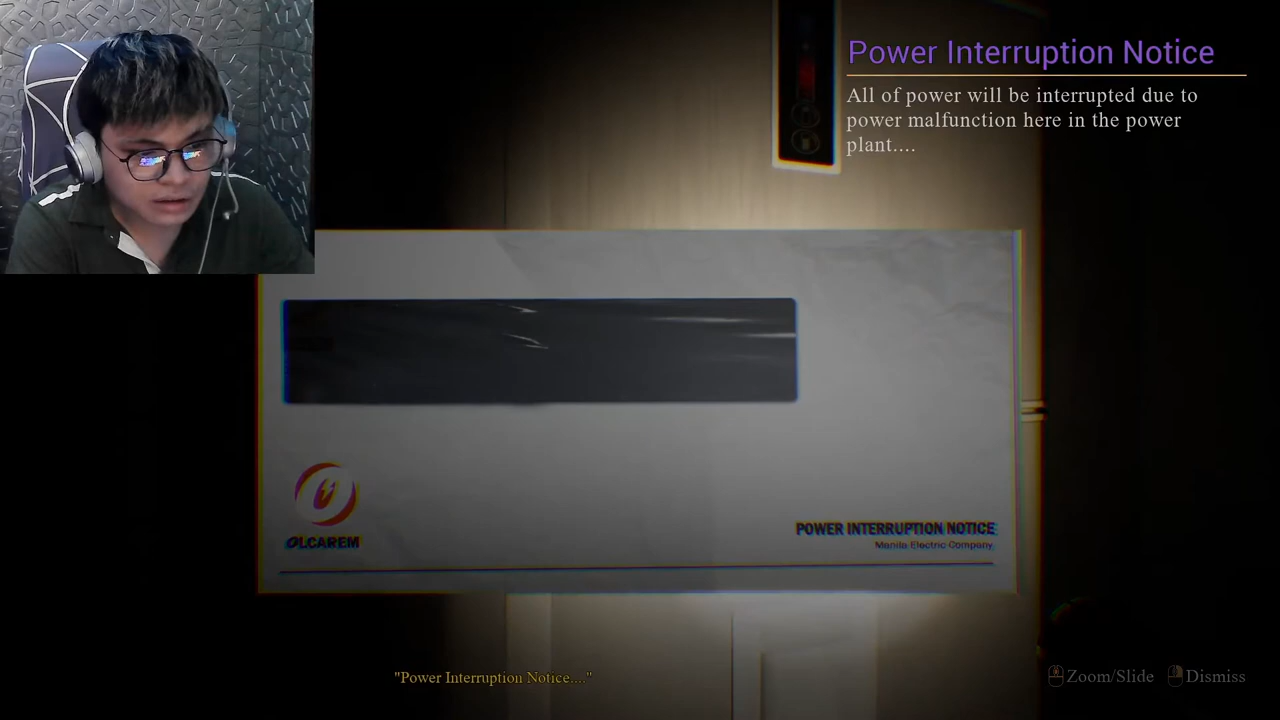 Power Interruption Notice
All of power will be interrupted due to
power malfunction here in the power
plant....
OLCAREM
POWER INTERRUPTION NOTICE
Manila Electric Company
"Power Interruption Notice...."
Zoom/Slide
Dismiss